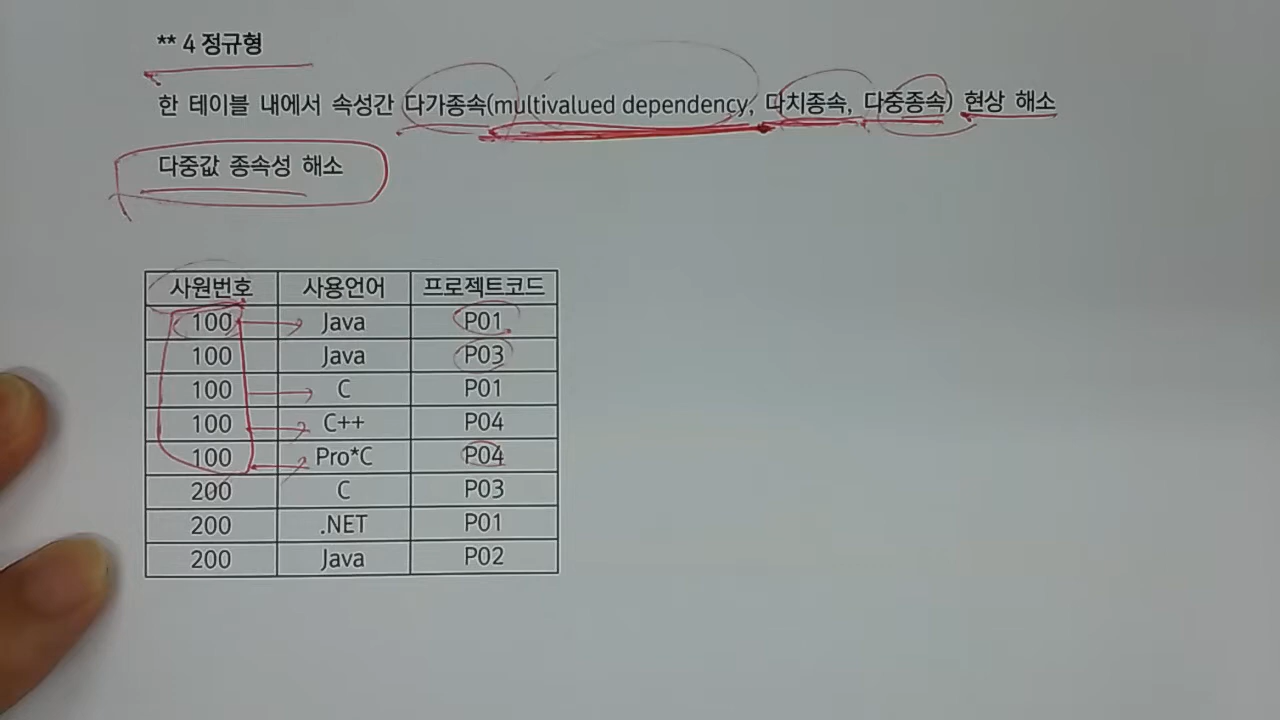 ** 4 정규형
한 테이블 내에서 속성간 다가종속(multivalued dependency, 다치종속, 다중종속) 현상 해소
다중값 종속성 해소
사원번호 사용언어 프로젝트코드
100 Java P01
100 Java P03
100 C P01
100 C++ P04
100 Pro*C P04
200 C P03
200 .NET P01
200 Java P02